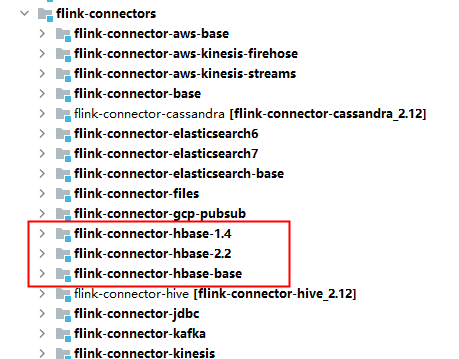 flink-connectors
flink-connector-aws-base
flink-connector-aws-kinesis-firehose
flink-connector-aws-kinesis-streams
flink-connector-base
flink-connector-cassandra [flink-connector-cassandra_2.12]
flink-connector-elasticsearch6
flink-connector-elasticsearch7
flink-connector-elasticsearch-base
flink-connector-files
flink-connector-gcp-pubsub
flink-connector-hbase-1.4
flink-connector-hbase-2.2
flink-connector-hbase-base
flink-connector-hive [flink-connector-hive_2.12]
flink-connector-jdbc
flink-connector-kafka
flink-connector-kinesis